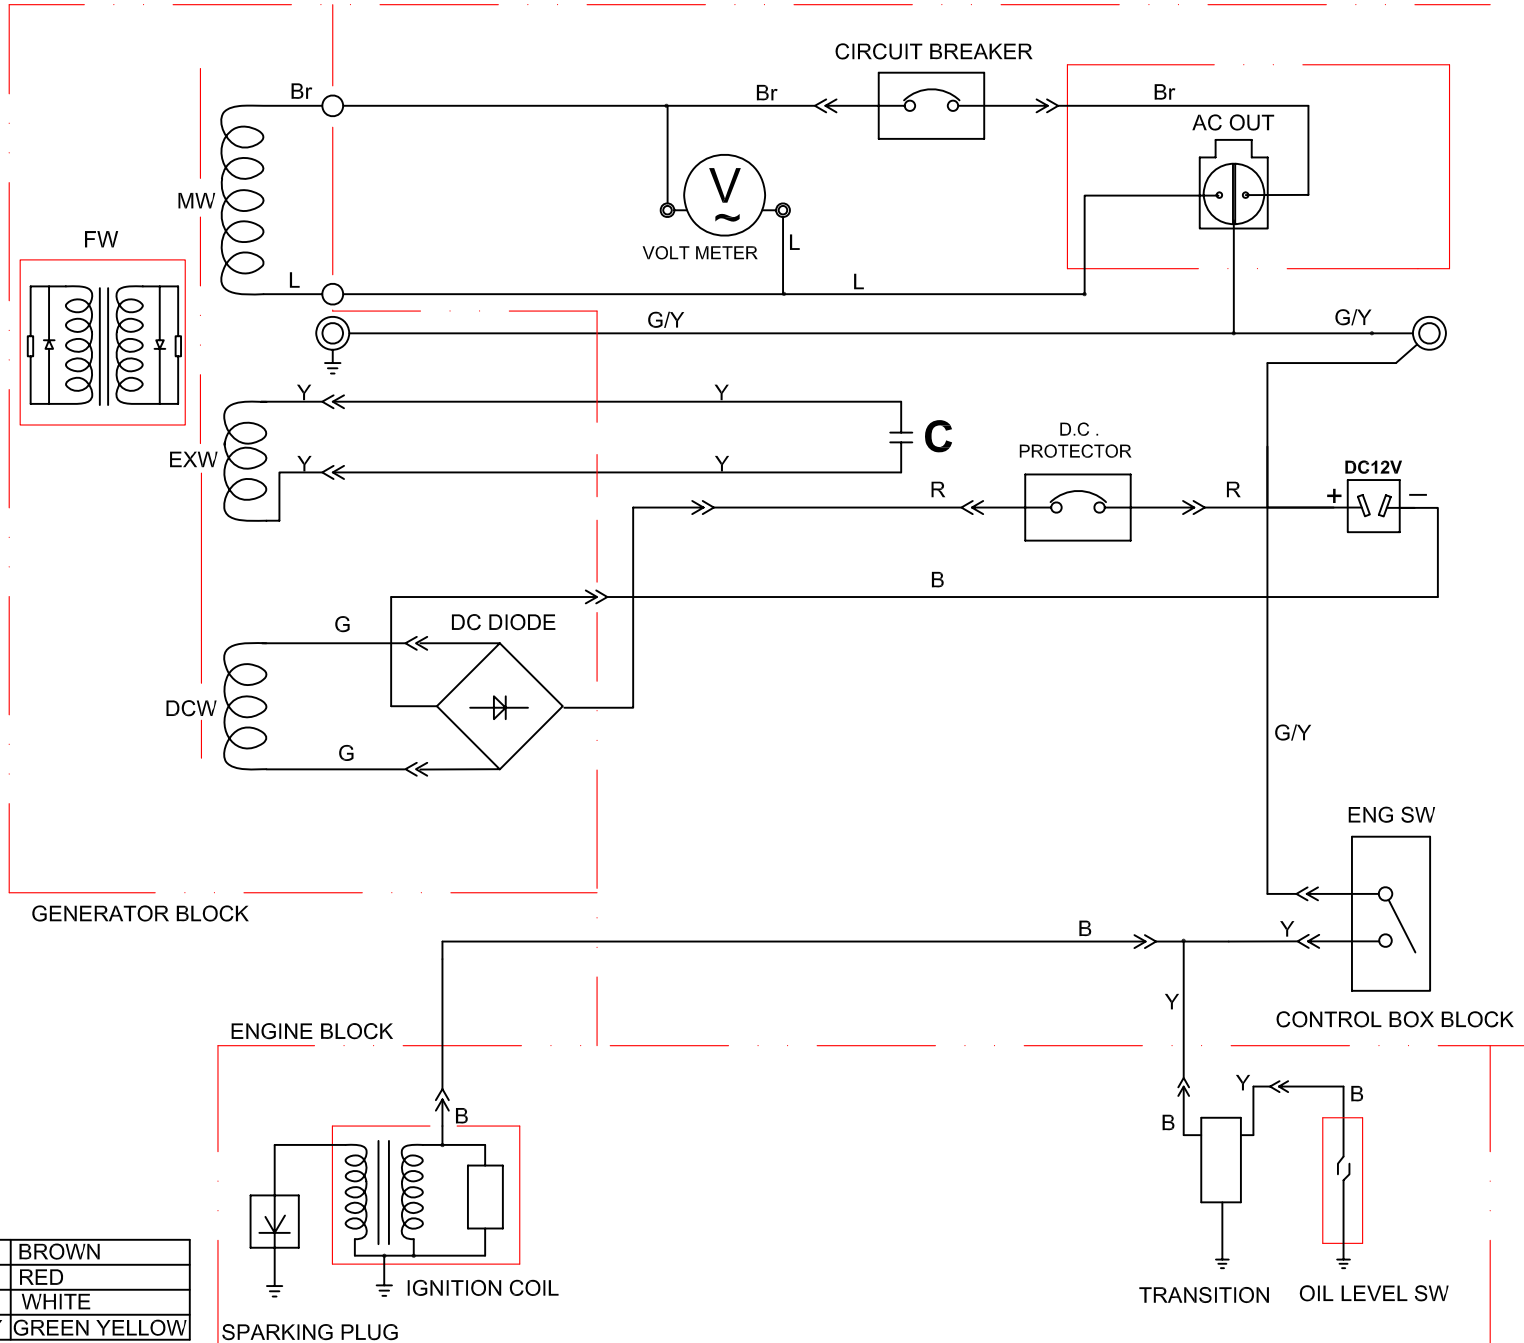 CIRCUIT BREAKER
Br
Br
Br
AC OUT
V
~
MW
FW
VOLT METER
L
L
L
G/Y
G/Y
Y
Y
C
D.C .
PROTECTOR
EXW
Y
Y
DC12V
R
R
+
−
B
G
DC DIODE
DCW
G
G/Y
ENG SW
GENERATOR BLOCK
B
Y
Y
CONTROL BOX BLOCK
ENGINE BLOCK
Y
B
B
B
BROWN
RED
WHITE
GREEN YELLOW
IGNITION COIL
TRANSITION
OIL LEVEL SW
SPARKING PLUG